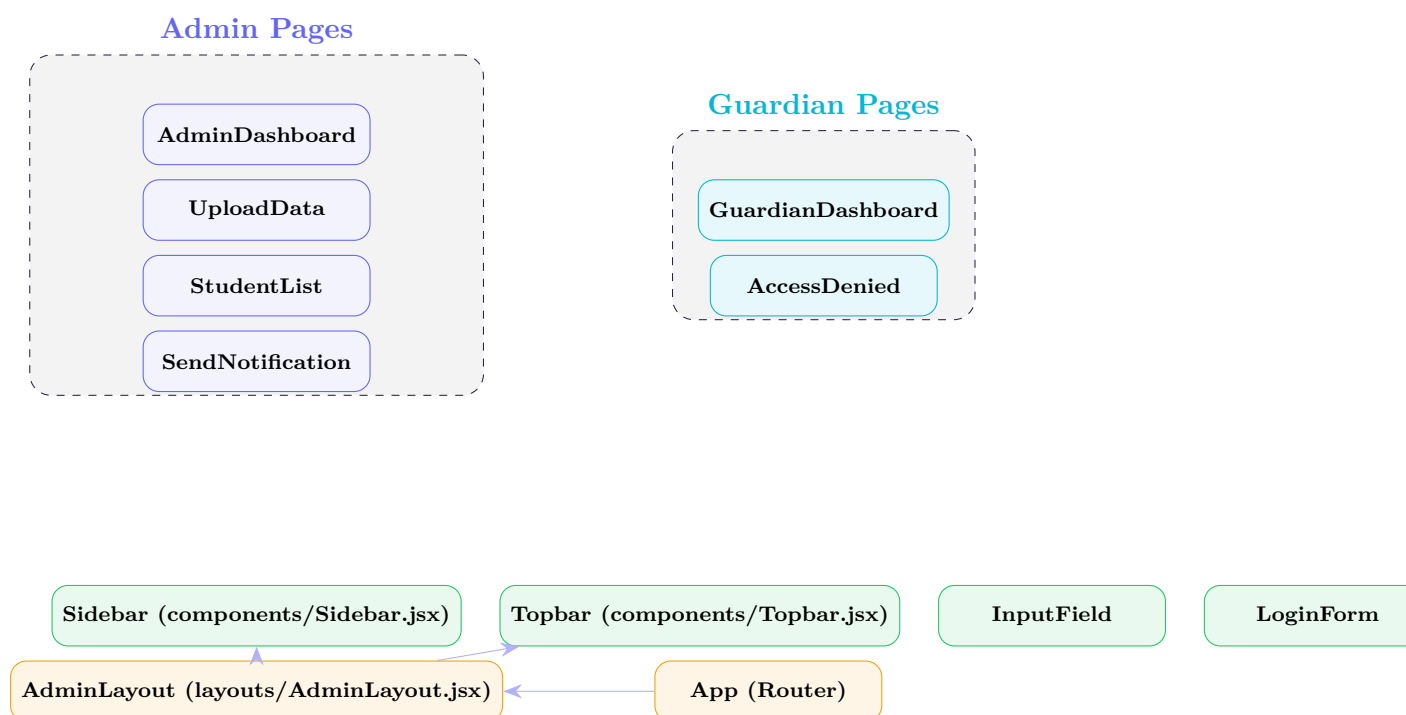 Admin Pages
AdminDashboard
UploadData
StudentList
SendNotification
Guardian Pages
GuardianDashboard
AccessDenied
Sidebar (components/Sidebar.jsx)
Topbar (components/Topbar.jsx)
InputField
LoginForm
AdminLayout (layouts/AdminLayout.jsx)
App (Router)